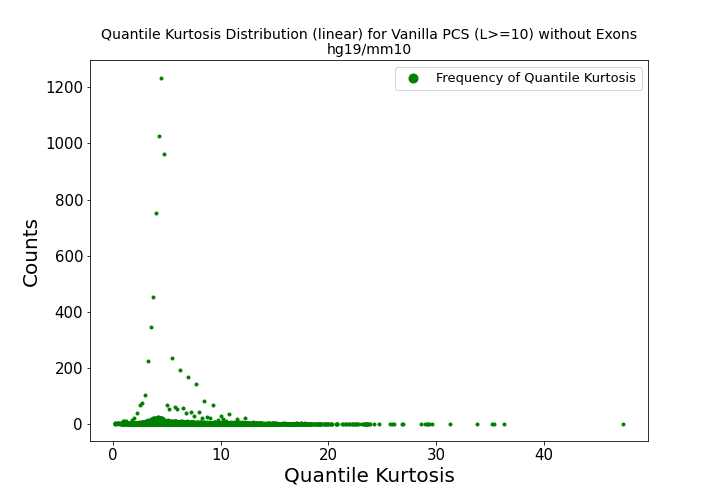 Quantile Kurtosis Distribution (linear) for Vanilla PCS (L>=10) without Exons
hg19/mm10
Frequency of Quantile Kurtosis
1200
1000
800
600
400
200
0
Counts
0 10 20 30 40
Quantile Kurtosis